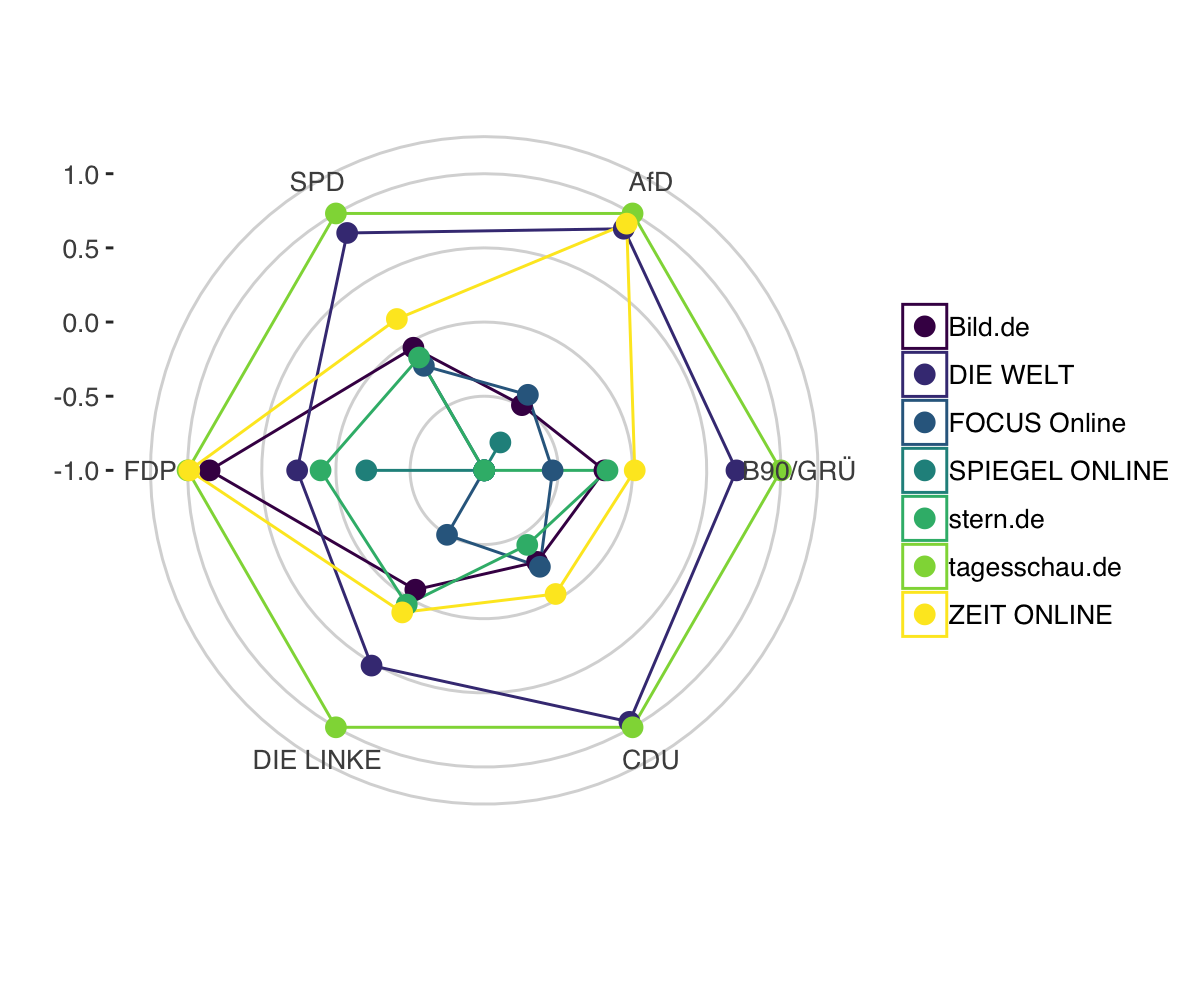 1.0
0.5
0.0
-0.5
-1.0
SPD
AfD
FDP
B90/GRÜ
DIE LINKE
CDU
Bild.de
DIE WELT
FOCUS Online
SPIEGEL ONLINE
stern.de
tagesschau.de
ZEIT ONLINE